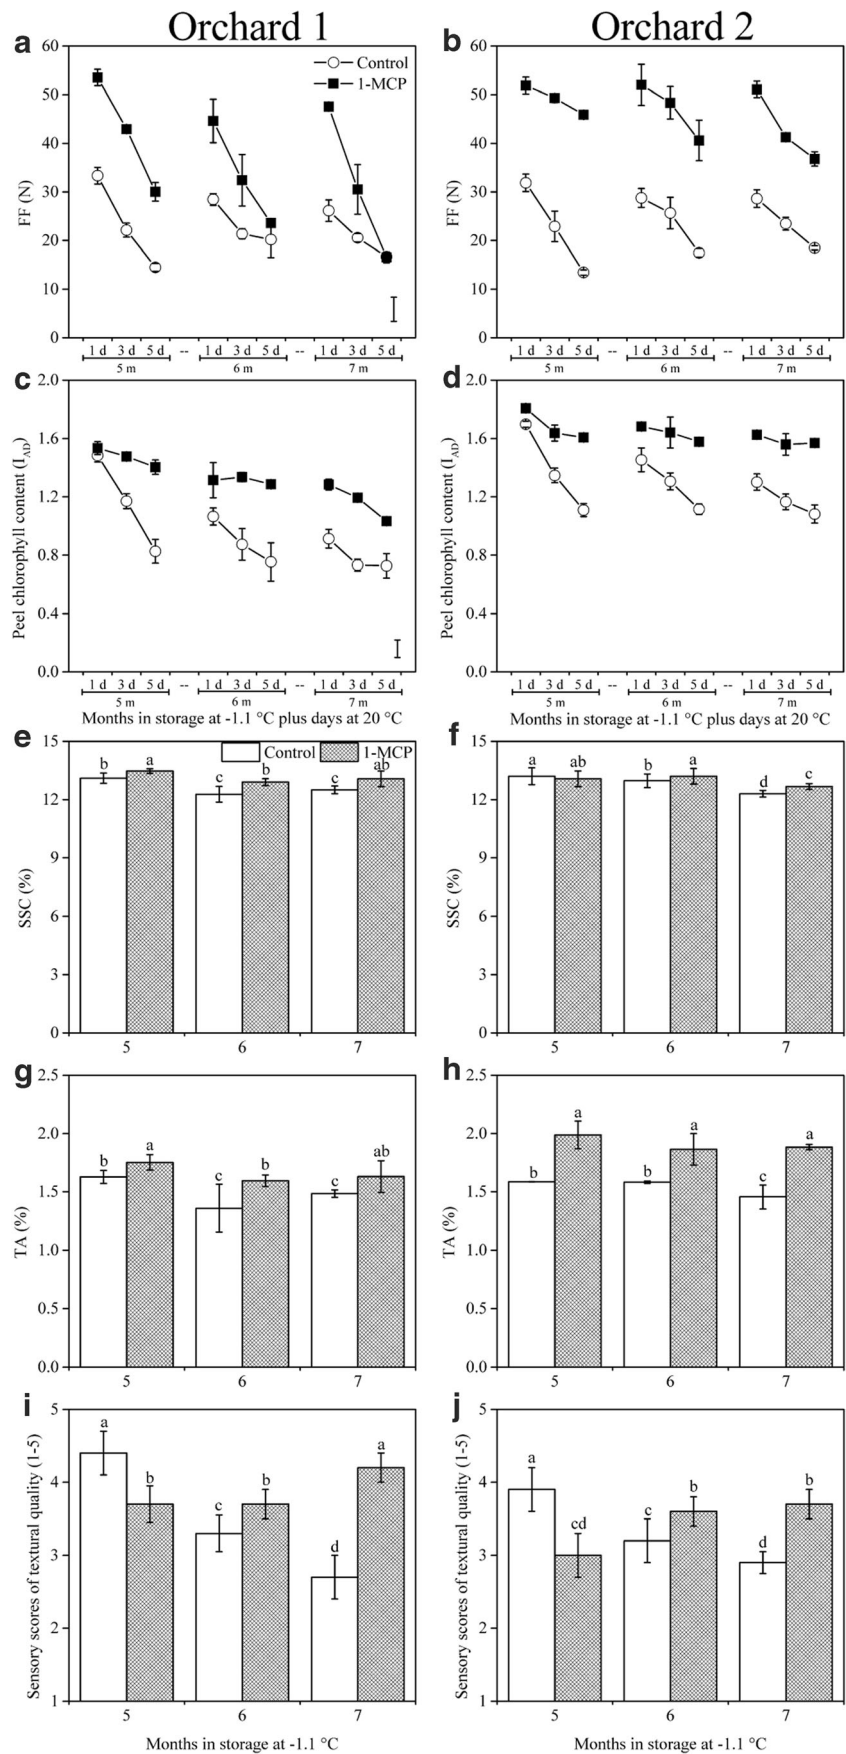 Orchard 1
Orchard 2
a
b
60
50
40
30
20
10
0
FF (N)
Control
1-MCP
1 d 3 d 5 d -- 1 d 3 d 5 d -- 1 d 3 d 5 d
5 m 6 m 7 m
60
50
40
30
20
10
0
FF (N)
1 d 3 d 5 d -- 1 d 3 d 5 d -- 1 d 3 d 5 d
5 m 6 m 7 m
c
d
2.0
1.6
1.2
0.8
0.4
0.0
Peel chlorophyll content (I_AD)
1 d 3 d 5 d -- 1 d 3 d 5 d -- 1 d 3 d 5 d
5 m 6 m 7 m
Months in storage at -1.1 °C plus days at 20 °C
2.0
1.6
1.2
0.8
0.4
0.0
Peel chlorophyll content (I_AD)
1 d 3 d 5 d -- 1 d 3 d 5 d -- 1 d 3 d 5 d
5 m 6 m 7 m
Months in storage at -1.1 °C plus days at 20 °C
e
f
15
12
9
6
3
0
SSC (%)
Control 1-MCP
b a c b c ab
5 6 7
15
12
9
6
3
0
SSC (%)
a ab b a d c
5 6 7
g
h
2.5
2.0
1.5
1.0
0.5
0.0
TA (%)
b a c b c ab
5 6 7
2.5
2.0
1.5
1.0
0.5
0.0
TA (%)
b a b a c a
5 6 7
i
j
5
4
3
2
1
Sensory scores of textural quality (1-5)
a b c b d a
5 6 7
Months in storage at -1.1 °C
5
4
3
2
1
Sensory scores of textural quality (1-5)
a cd c b d b
5 6 7
Months in storage at -1.1 °C